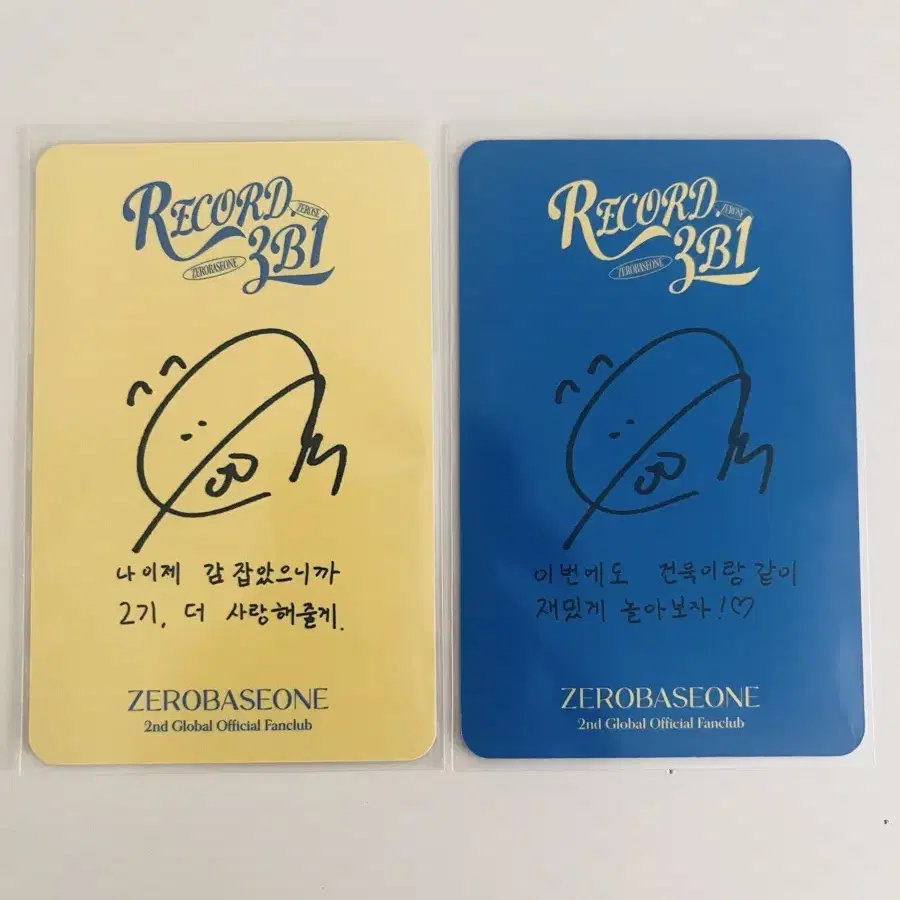 RECORD.
ZEROSE
ZEROBASEONE
ZB1
나 이제 감 잡았으니까
2기, 더 사랑해줄게.
ZEROBASEONE
2nd Global Official Fanclub
RECORD.
ZEROSE
ZEROBASEONE
ZB1
이번에도 건욱이랑 같이
재밌게 놀아보자!♡
ZEROBASEONE
2nd Global Official Fanclub